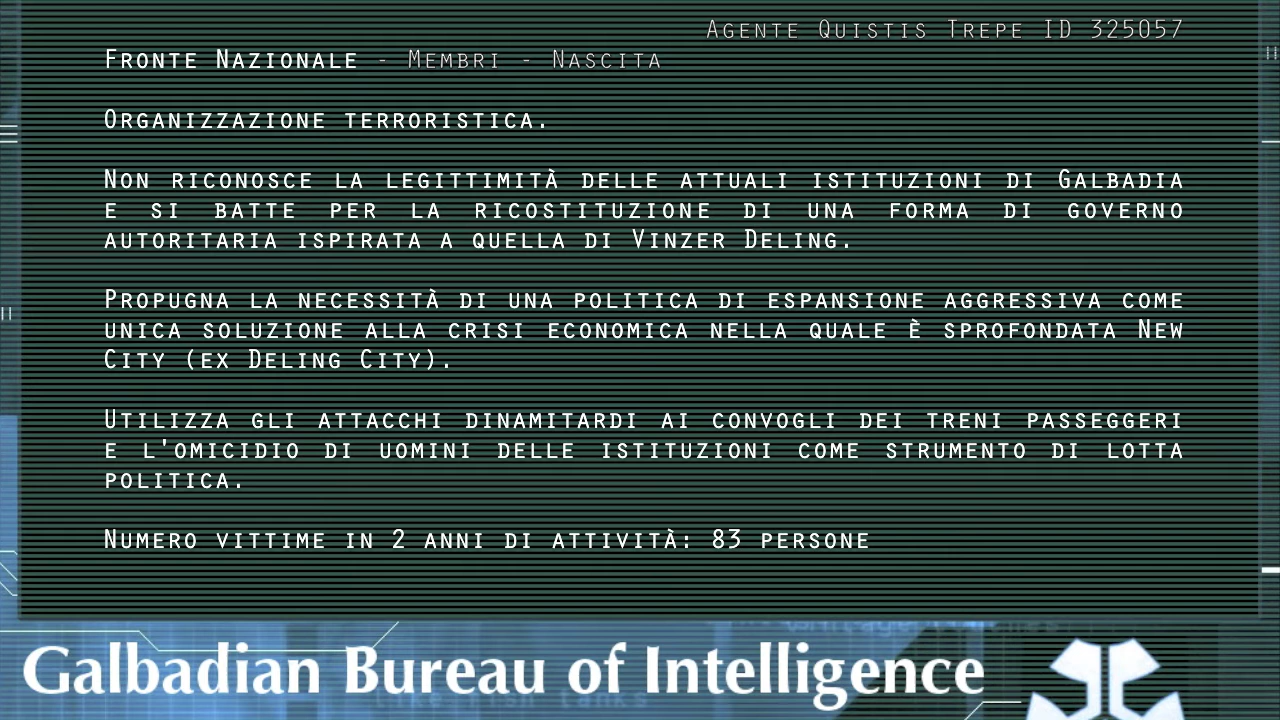 Agente Quistis Trepe ID 325057
Fronte Nazionale - Membri - Nascita
Organizzazione terroristica.
Non riconosce la legittimità delle attuali istituzioni di Galbadia
e si batte per la ricostituzione di una forma di governo
autoritaria ispirata a quella di Vinzer Deling.
Propugna la necessità di una politica di espansione aggressiva come
unica soluzione alla crisi economica nella quale è sprofondata New
City (ex Deling City).
Utilizza gli attacchi dinamitardi ai convogli dei treni passeggeri
e l'omicidio di uomini delle istituzioni come strumento di lotta
politica.
Numero vittime in 2 anni di attività: 83 persone
Galbadian Bureau of Intelligence